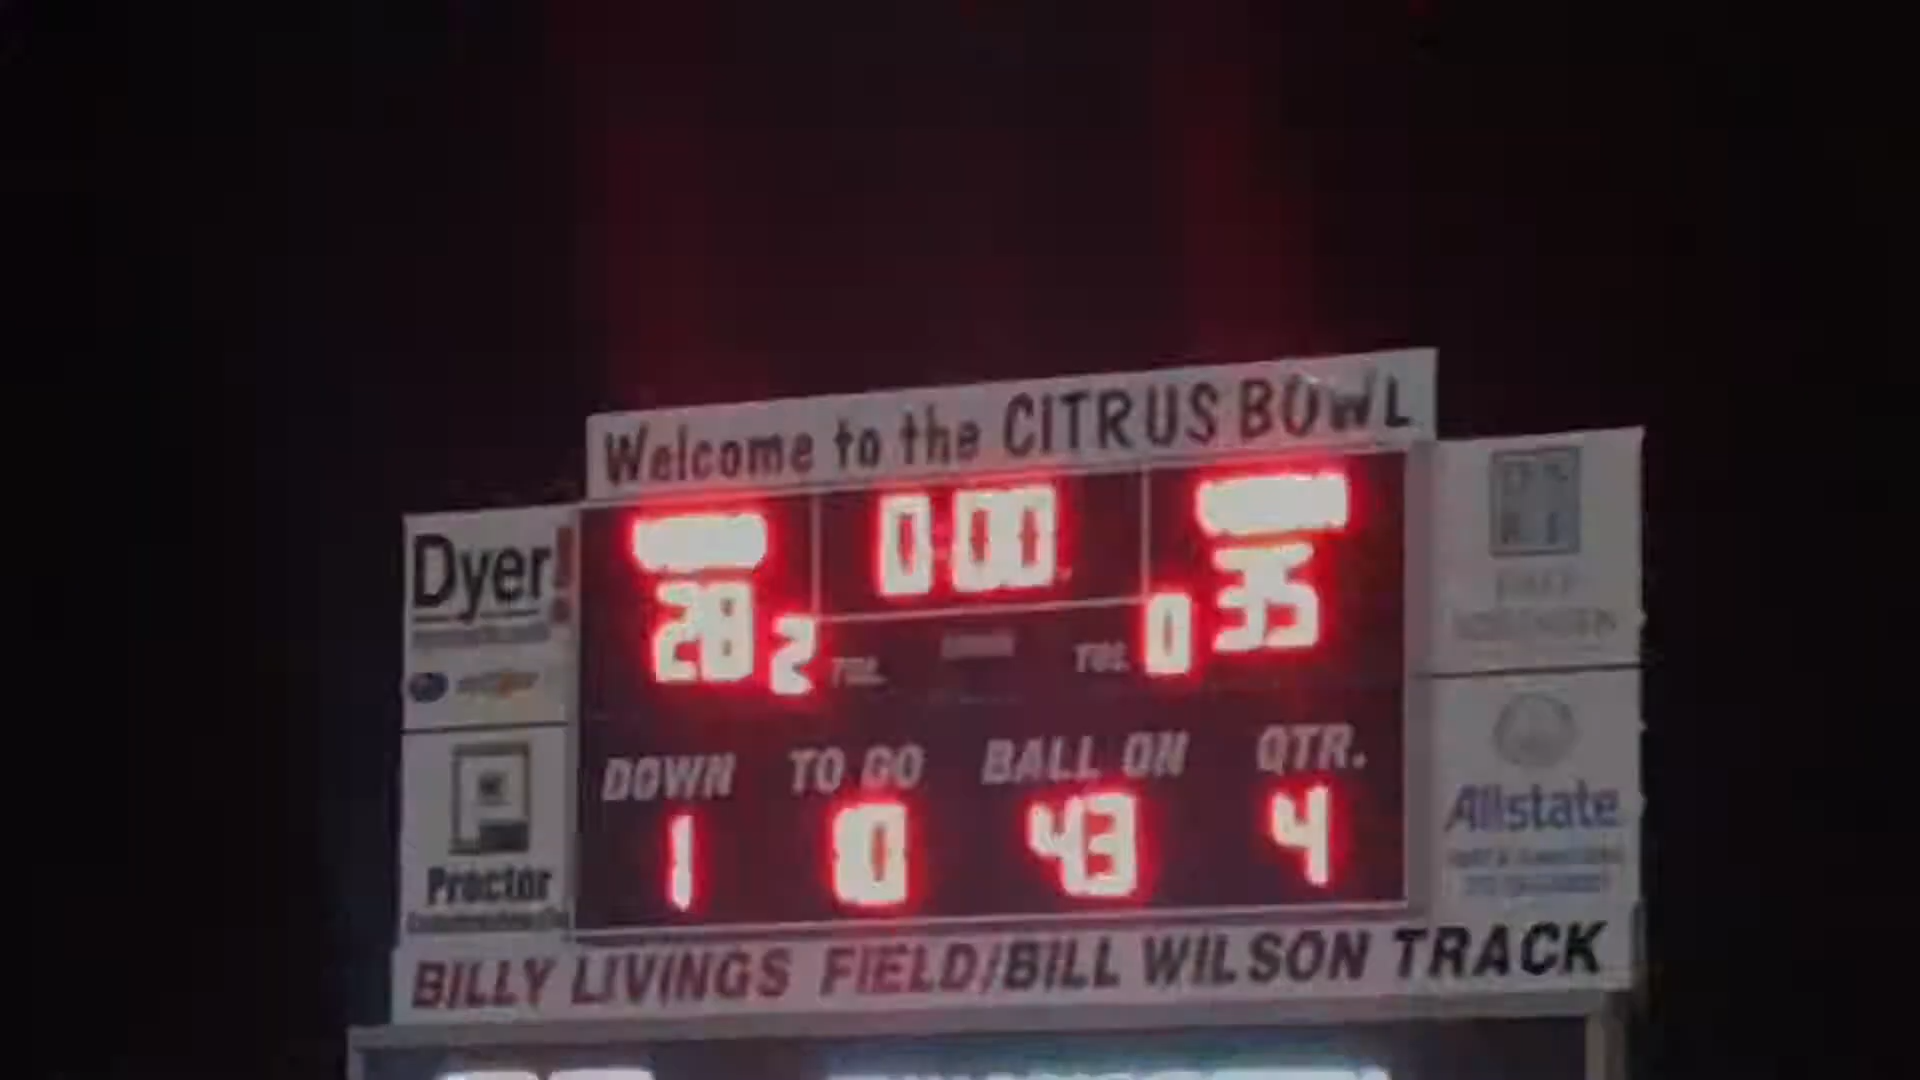 Welcome to the CITRUS BOWL
Dyer!
0:00
28 2 TOL
TOL 0 35
DOWN TO GO BALL ON QTR.
1 10 43 4
Proctor
Allstate
BILLY LIVINGS FIELD/BILL WILSON TRACK